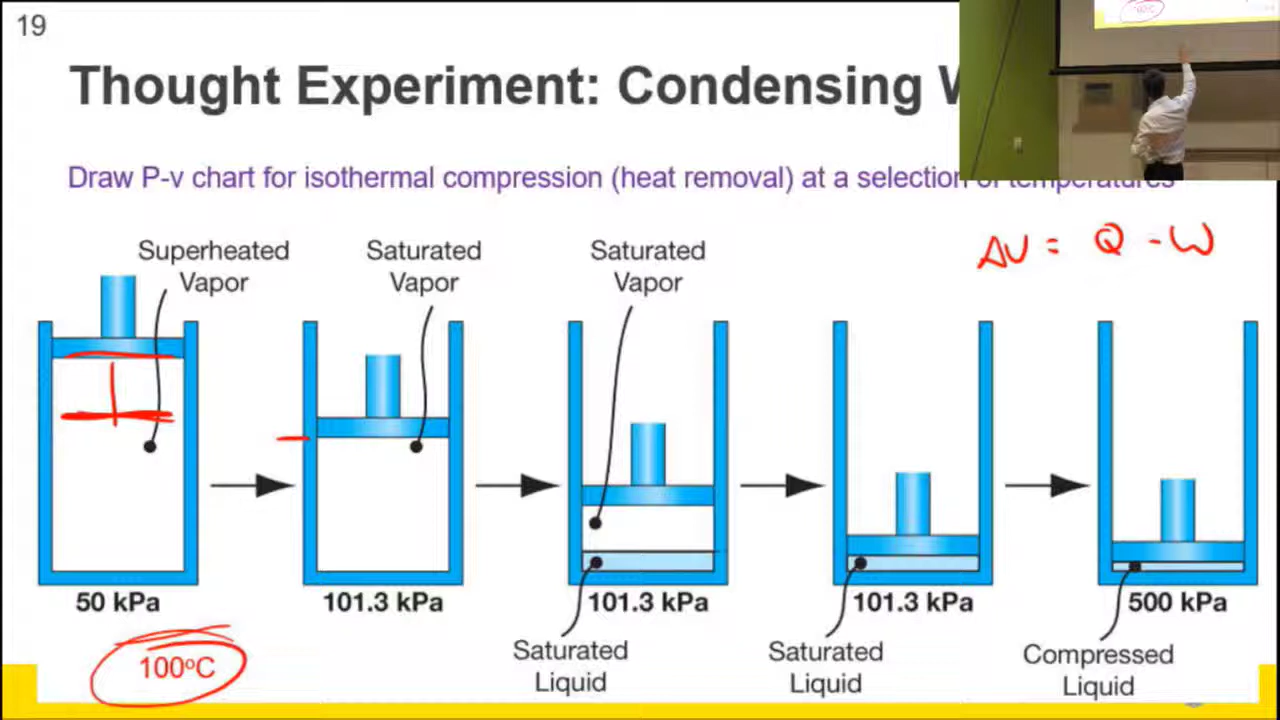 19
Thought Experiment: Condensing
Draw P-v chart for isothermal compression (heat removal) at a selection of temperatures
ΔU = Q - W
Superheated Vapor
Saturated Vapor
Saturated Vapor
50 kPa
101.3 kPa
101.3 kPa
101.3 kPa
500 kPa
100°C
Saturated Liquid
Saturated Liquid
Compressed Liquid